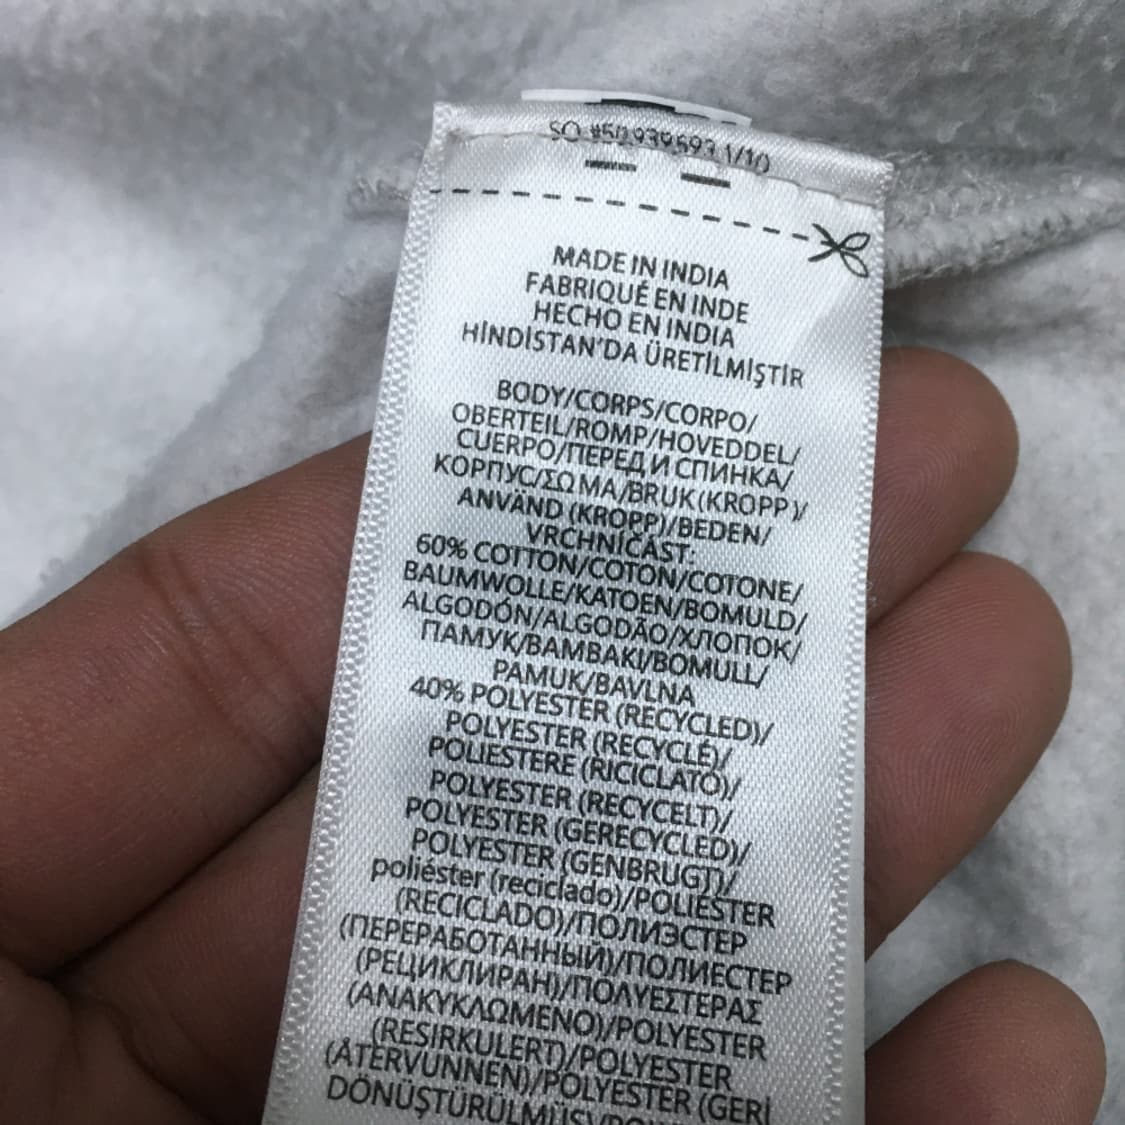 MADE IN INDIA
FABRIQUÉ EN INDE
HECHO EN INDIA
HİNDİSTAN'DA ÜRETİLMİŞTİR
BODY/CORPS/CORPO/
OBERTEIL/ROMP/HOVEDDEL/
CUERPO/ПЕРЕД И СПИНКА/
КОРПУС/ΣΩΜΑ/BRUK(KROPP)/
ANVÄND (KROPP)/BEDEN/
VRCHNÍČÁST:
60% COTTON/COTON/COTONE/
BAUMWOLLE/KATOEN/BOMULD/
ALGODÓN/ALGODÃO/ХЛОПОК/
ПАМУК/BAMBAKI/BOMULL/
PAMUK/BAVLNA
40% POLYESTER (RECYCLED)/
POLYESTER (RECYCLÉ)/
POLIESTERE (RICICLATO)/
POLYESTER (RECYCELT)/
POLYESTER (GERECYCLED)/
POLYESTER (GENBRUGT)/
poliéster (reciclado)/POLIÉSTER
(RECICLADO)/ПОЛИЭСТЕР
(ПЕРЕРАБОТАННЫЙ)/ПОЛИЕСТЕР
(РЕЦИКЛИРАН)/ΠΟΛΥΕΣΤΕΡΑΣ
(ΑΝΑΚΥΚΛΩΜΕΝΟ)/POLYESTER
(RESIRKULERT)/POLYESTER
(ÅTERVUNNEN)/POLYESTER (GERİ